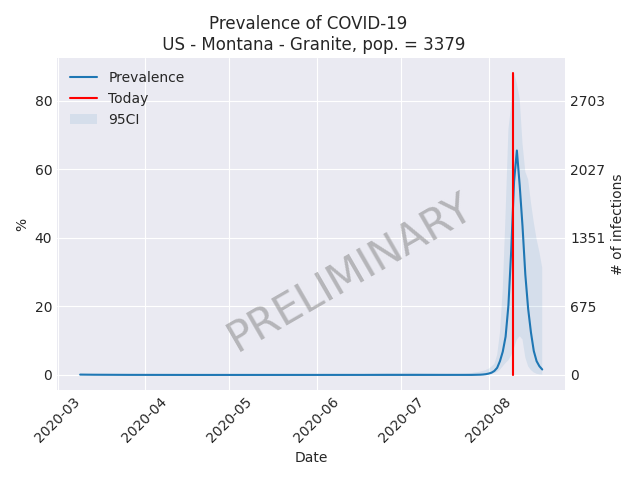 Prevalence of COVID-19
US - Montana - Granite, pop. = 3379
Prevalence
Today
95CI
PRELIMINARY
%
80
60
40
20
0
2703
2027
1351
675
0
# of infections
2020-03
2020-04
2020-05
2020-06
2020-07
2020-08
Date